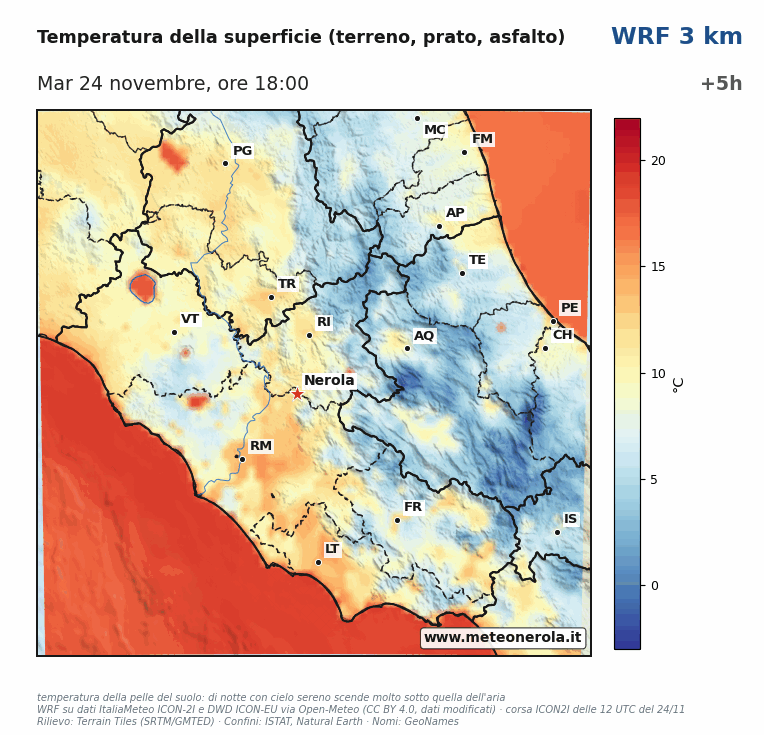 Temperatura della superficie (terreno, prato, asfalto)
WRF 3 km
Mar 24 novembre, ore 18:00
+5h
MC
FM
PG
AP
TE
TR
PE
VT
RI
AQ
CH
Nerola
RM
FR
IS
LT
www.meteonerola.it
20
15
10
5
0
°C
temperatura della pelle del suolo: di notte con cielo sereno scende molto sotto quella dell'aria
WRF su dati ItaliaMeteo ICON-2I e DWD ICON-EU via Open-Meteo (CC BY 4.0, dati modificati) · corsa ICON2I delle 12 UTC del 24/11
Rilievo: Terrain Tiles (SRTM/GMTED) · Confini: ISTAT, Natural Earth · Nomi: GeoNames